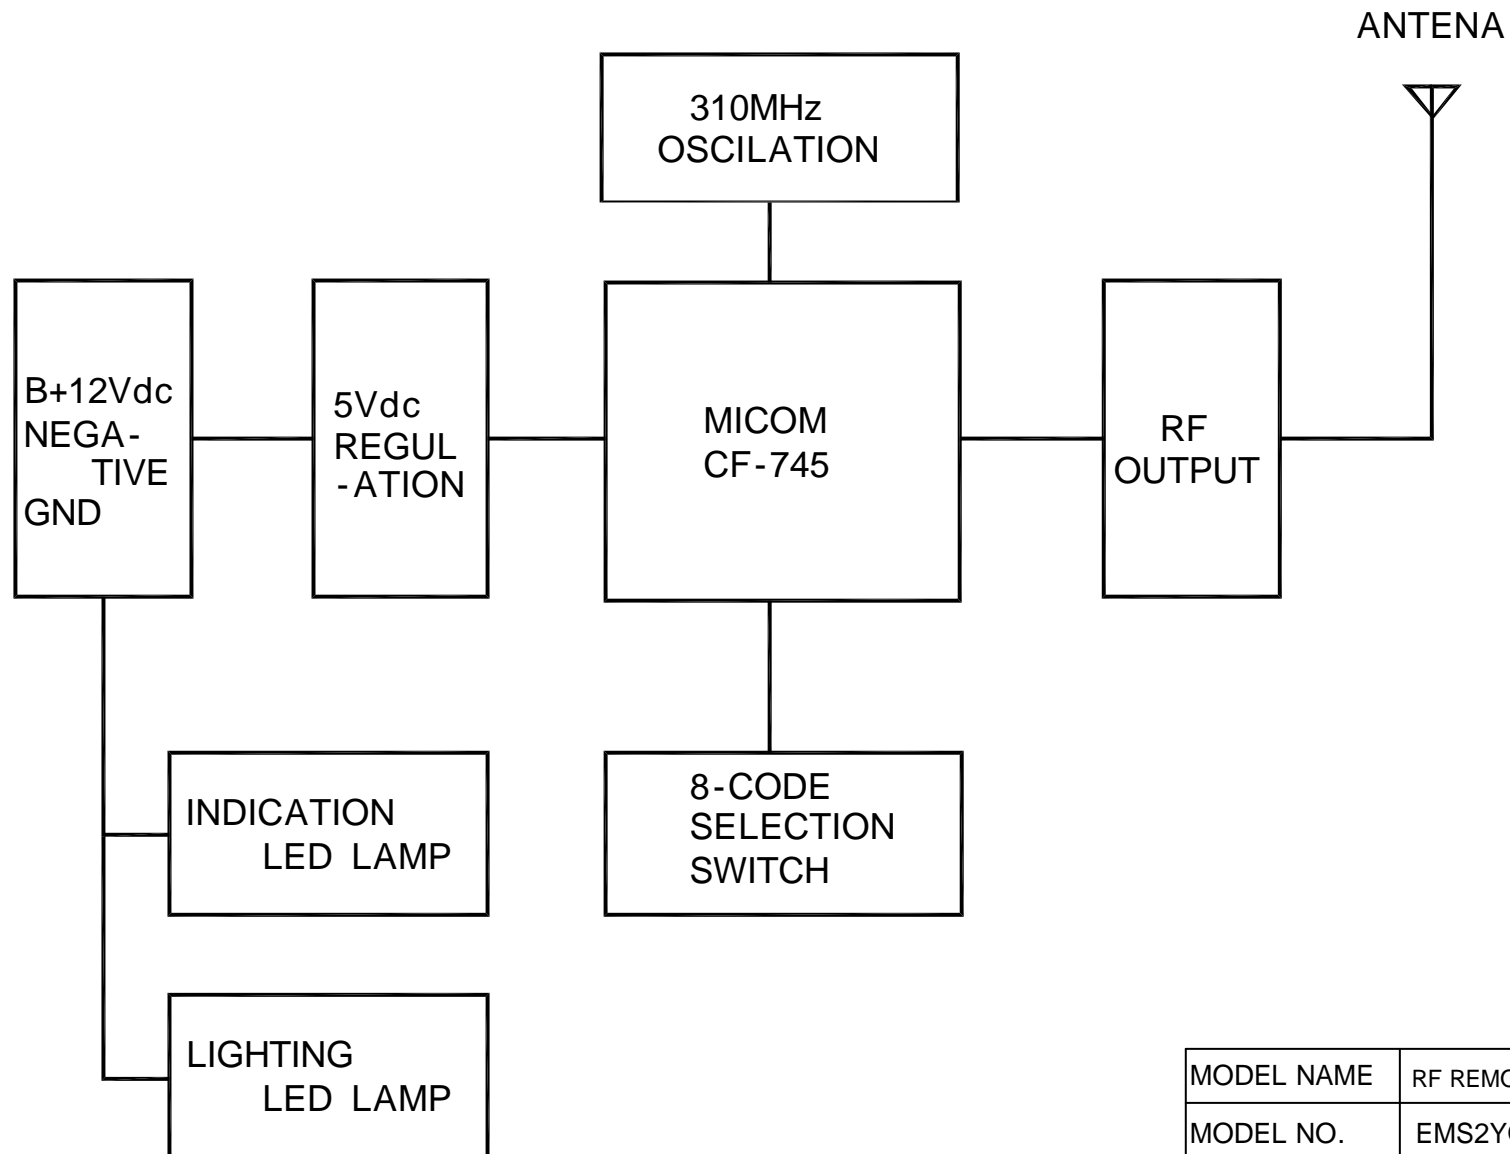 ANTENA
310MHz
OSCILATION
B+12Vdc
NEGA-
TIVE
GND
5Vdc
REGUL
-ATION
MICOM
CF-745
RF
OUTPUT
INDICATION
LED LAMP
8-CODE
SELECTION
SWITCH
LIGHTING
LED LAMP
MODEL NAME RF
MODEL NO.